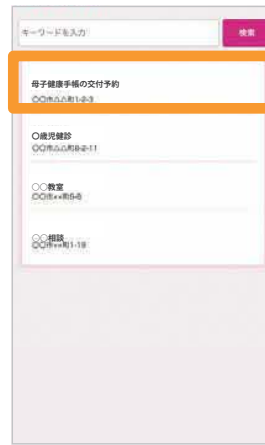 キーワードを入力
検索
母子健康手帳の交付予約
〇〇市△△町1-2-3
〇歳児健診
〇〇市△△町8-2-11
〇〇教室
〇〇市××町5-6
〇〇相談
〇〇市××町1-18